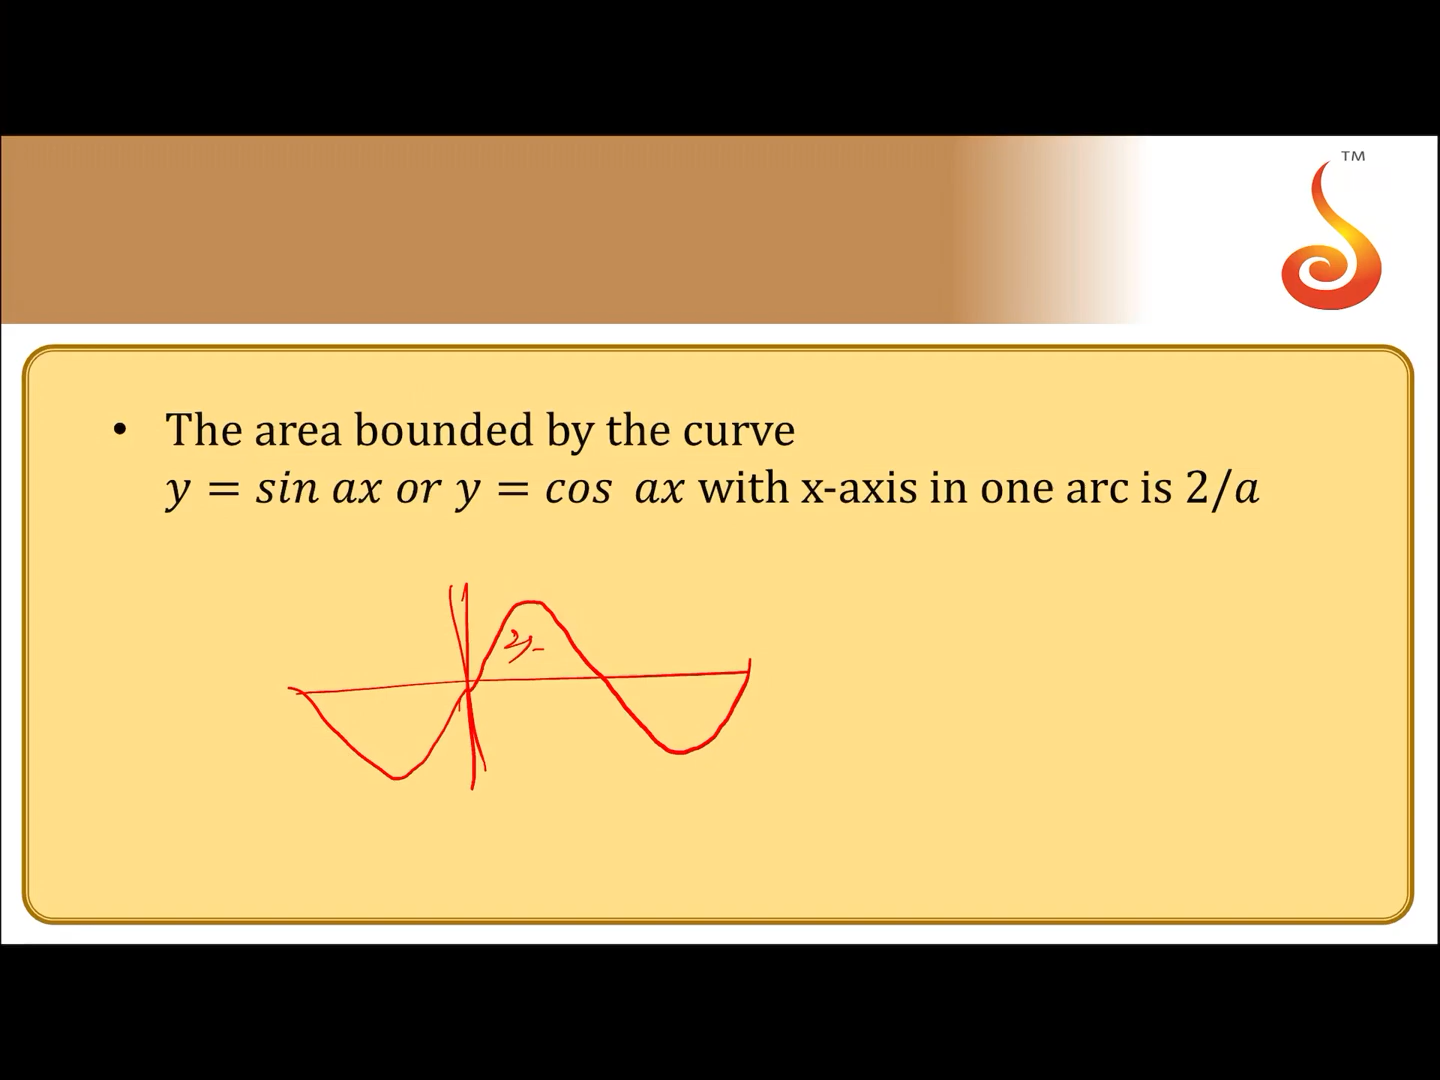 TM
• The area bounded by the curve
y = sin ax or y = cos ax with x-axis in one arc is 2/a